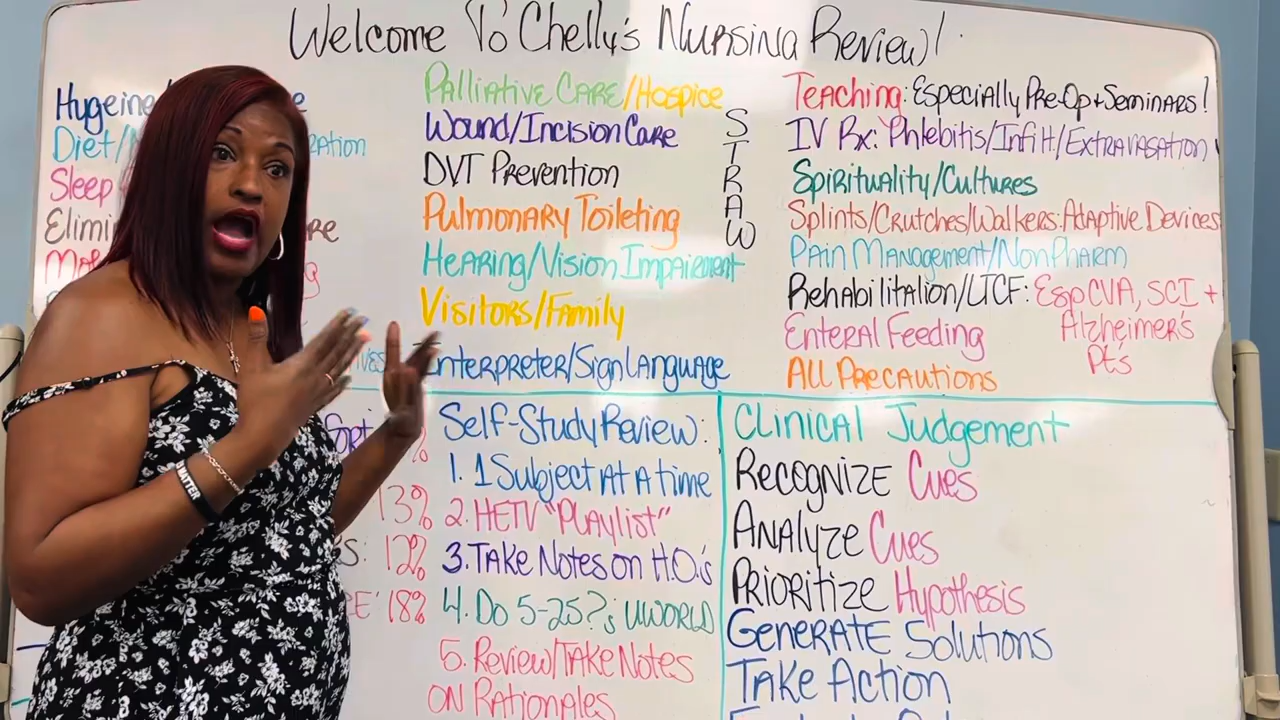 Welcome To Chelly's Nursing Review!
Hugeine
Diet/
Sleep
Palliative Care/Hospice
Wound/Incision Care
DVT Prevention
Pulmonary Toileting
Hearing/Vision Impairment
Visitors/Family
Interpreter/Sign Language
STRAW
Teaching: Especially Pre-Op + Seminars!
IV Rx: Phlebitis/Infilt/Extravasation
Spirituality/Cultures
Splints/Crutches/Walkers: Adaptive Devices
Pain Management/NonPharm
Rehabilitation/LTCF: Esp CVA, SCI +
Alzheimer's
Pts
Enteral Feeding
ALL Precautions
13%
12%
18%
Self-Study Review:
1. 1 Subject At A time
2. HETV "Playlist"
3. Take Notes on H.O.'s
4. Do 5-25?'s UWORLD
5. Review/Take Notes
ON Rationales
Clinical Judgement
Recognize Cues
Analyze Cues
Prioritize Hypothesis
Generate Solutions
Take Action
MATTER